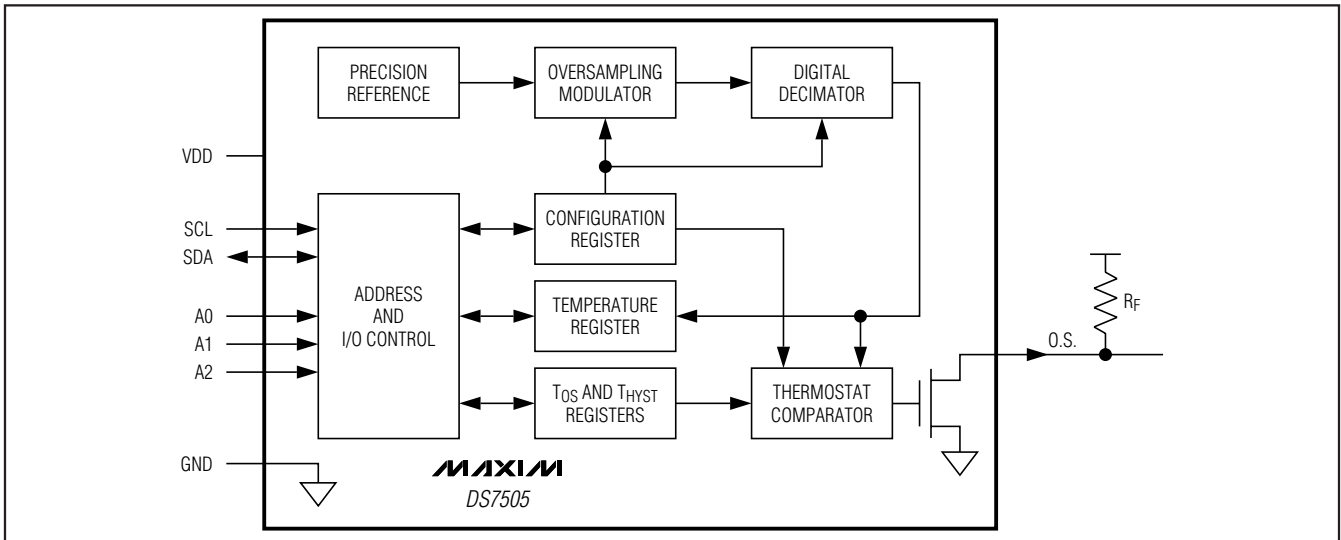 PRECISION
REFERENCE
OVERSAMPLING
MODULATOR
DIGITAL
DECIMATOR
VDD
SCL
SDA
A0
A1
A2
GND
ADDRESS
AND
I/O CONTROL
CONFIGURATION
REGISTER
TEMPERATURE
REGISTER
TOS AND THYST
REGISTERS
THERMOSTAT
COMPARATOR
O.S.
RF
MAXIM
DS7505